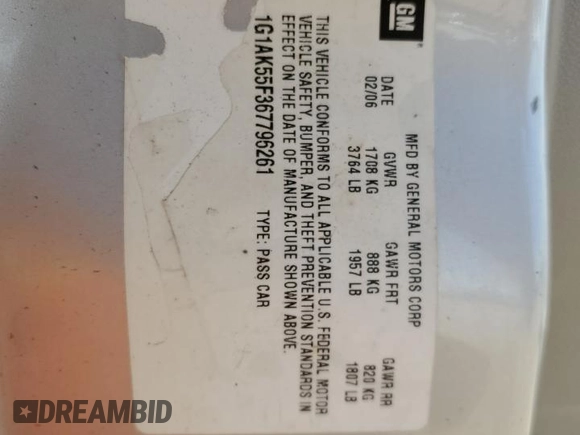 GM
MFD BY GENERAL MOTORS CORP
DATE GVWR GAWR FRT GAWR RR
02/06 1708 KG 888 KG 820 KG
3764 LB 1957 LB 1807 LB
THIS VEHICLE CONFORMS TO ALL APPLICABLE U.S. FEDERAL MOTOR
VEHICLE SAFETY, BUMPER, AND THEFT PREVENTION STANDARDS IN
EFFECT ON THE DATE OF MANUFACTURE SHOWN ABOVE.
1G1AK55F367796261 TYPE: PASS CAR
DREAMBID